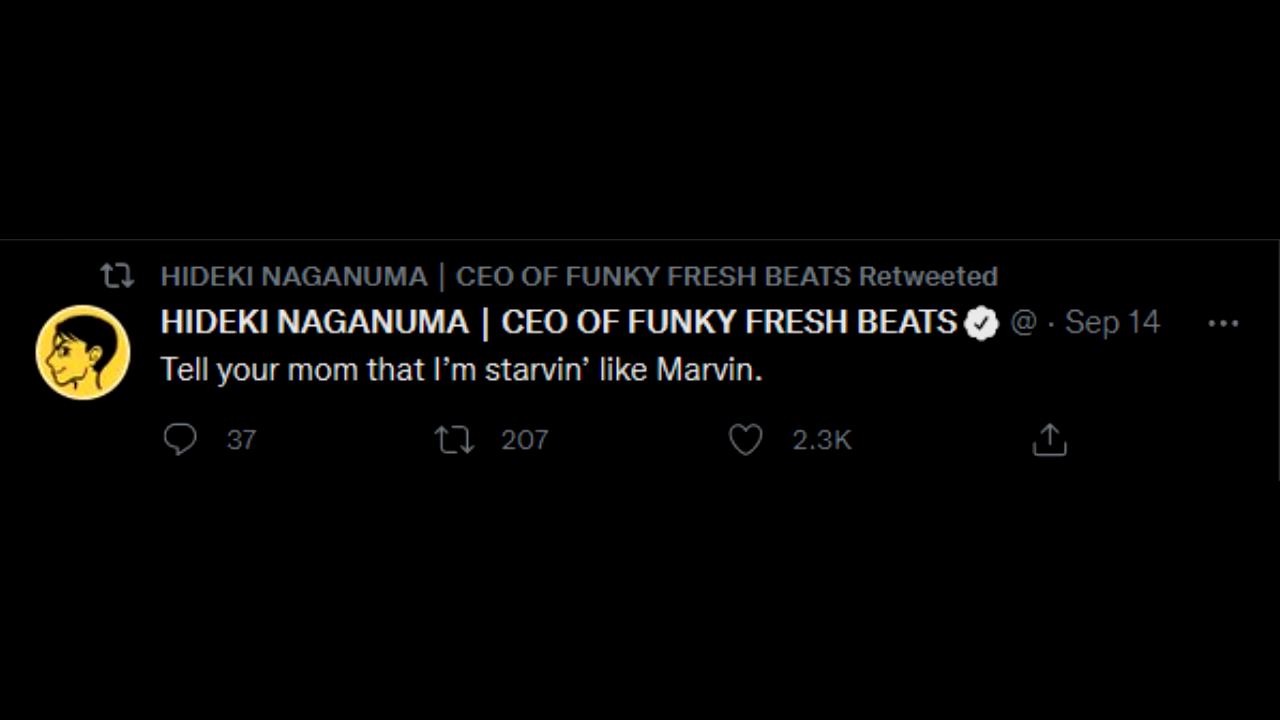 HIDEKI NAGANUMA | CEO OF FUNKY FRESH BEATS Retweeted
HIDEKI NAGANUMA | CEO OF FUNKY FRESH BEATS @ · Sep 14
Tell your mom that I’m starvin’ like Marvin.
37 207 2.3K